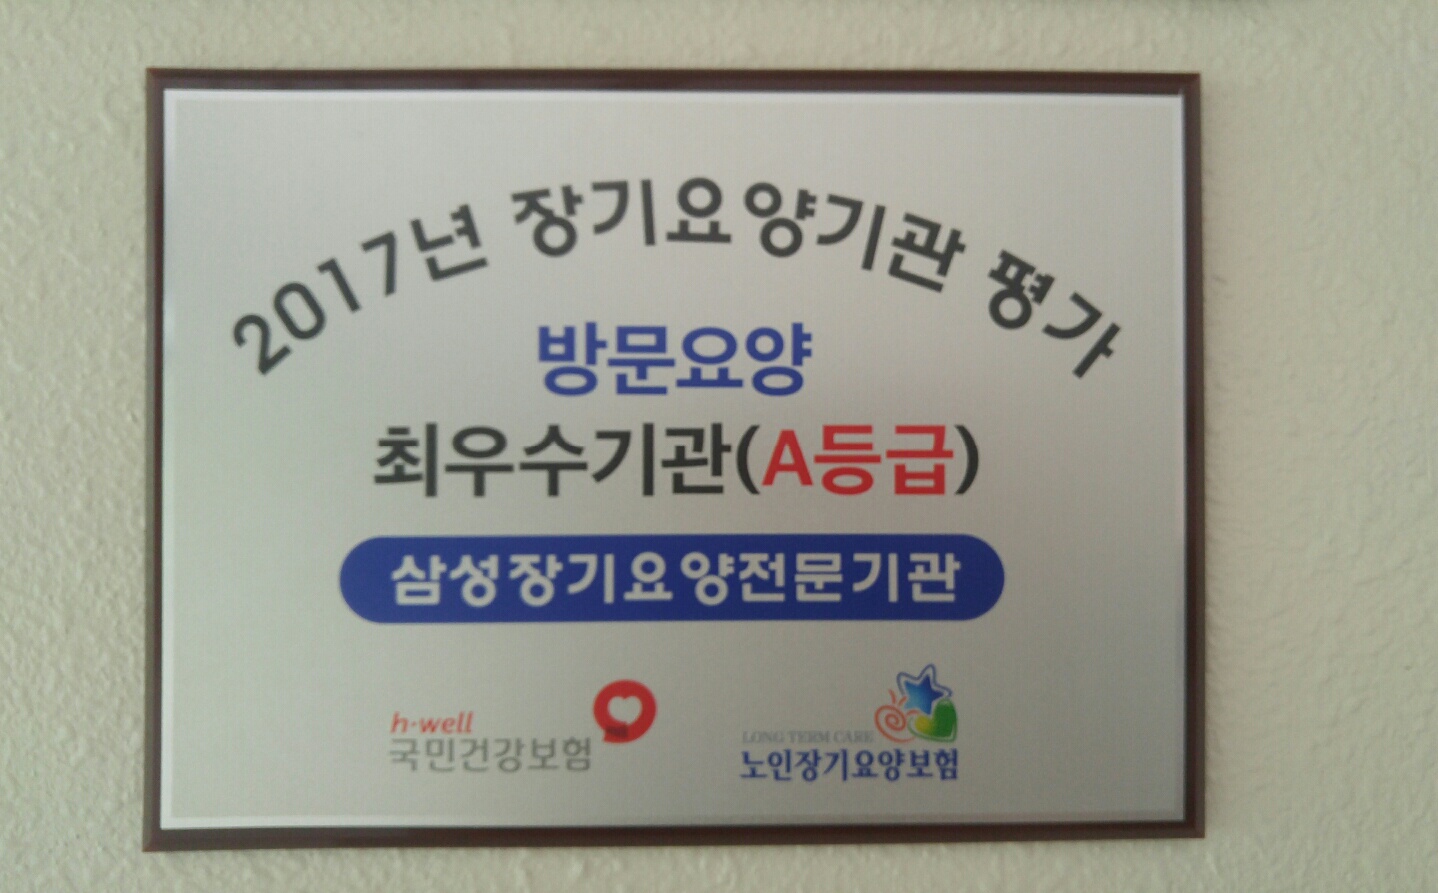 2017년 장기요양기관 평가
방문요양
최우수기관(A등급)
삼성장기요양전문기관
h·well
국민건강보험
LONG TERM CARE
노인장기요양보험